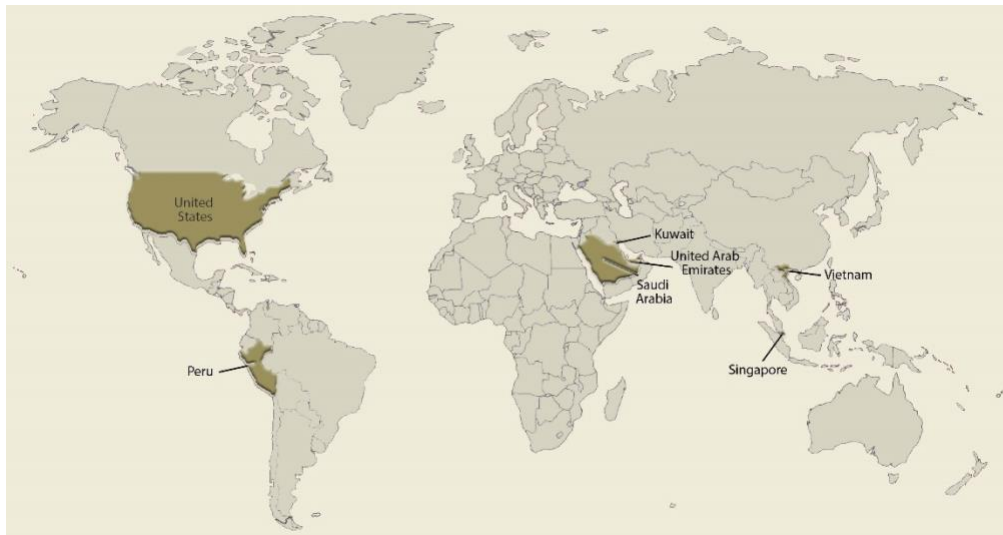 United
States
Kuwait
United Arab
Emirates
Saudi
Arabia
Vietnam
Singapore
Peru